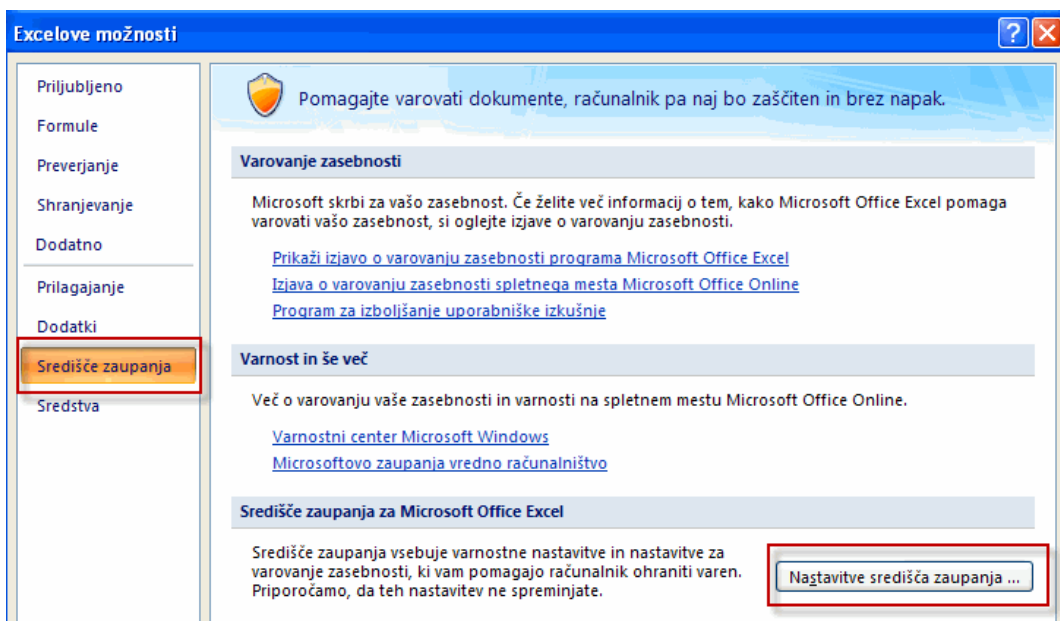 Excelove možnosti
Priljubljeno
Formule
Preverjanje
Shranjevanje
Dodatno
Prilagajanje
Dodatki
Središče zaupanja
Sredstva
Pomagajte varovati dokumente, računalnik pa naj bo zaščiten in brez napak.
Varovanje zasebnosti
Microsoft skrbi za vašo zasebnost. Če želite več informacij o tem, kako Microsoft Office Excel pomaga
varovati vašo zasebnost, si oglejte izjave o varovanju zasebnosti.
Prikaži izjavo o varovanju zasebnosti programa Microsoft Office Excel
Izjava o varovanju zasebnosti spletnega mesta Microsoft Office Online
Program za izboljšanje uporabniške izkušnje
Varnost in še več
Več o varovanju vaše zasebnosti in varnosti na spletnem mestu Microsoft Office Online.
Varnostni center Microsoft Windows
Microsoftovo zaupanja vredno računalništvo
Središče zaupanja za Microsoft Office Excel
Središče zaupanja vsebuje varnostne nastavitve in nastavitve za
varovanje zasebnosti, ki vam pomagajo računalnik ohraniti varen.
Priporočamo, da teh nastavitev ne spreminjate.
Nastavitve središča zaupanja ...